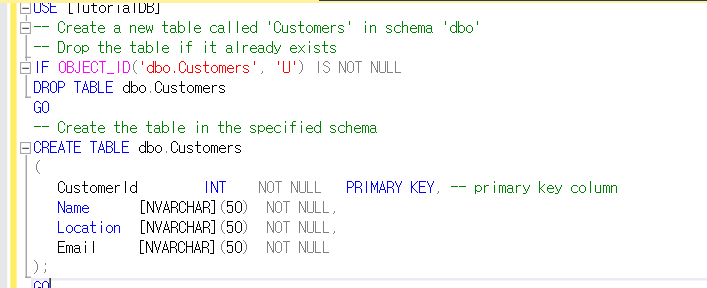 USE [TutorialDB]
-- Create a new table called 'Customers' in schema 'dbo'
-- Drop the table if it already exists
IF OBJECT_ID('dbo.Customers', 'U') IS NOT NULL
DROP TABLE dbo.Customers
GO
-- Create the table in the specified schema
CREATE TABLE dbo.Customers
(
CustomerId INT NOT NULL PRIMARY KEY, -- primary key column
Name [NVARCHAR](50) NOT NULL,
Location [NVARCHAR](50) NOT NULL,
Email [NVARCHAR](50) NOT NULL
);
GO